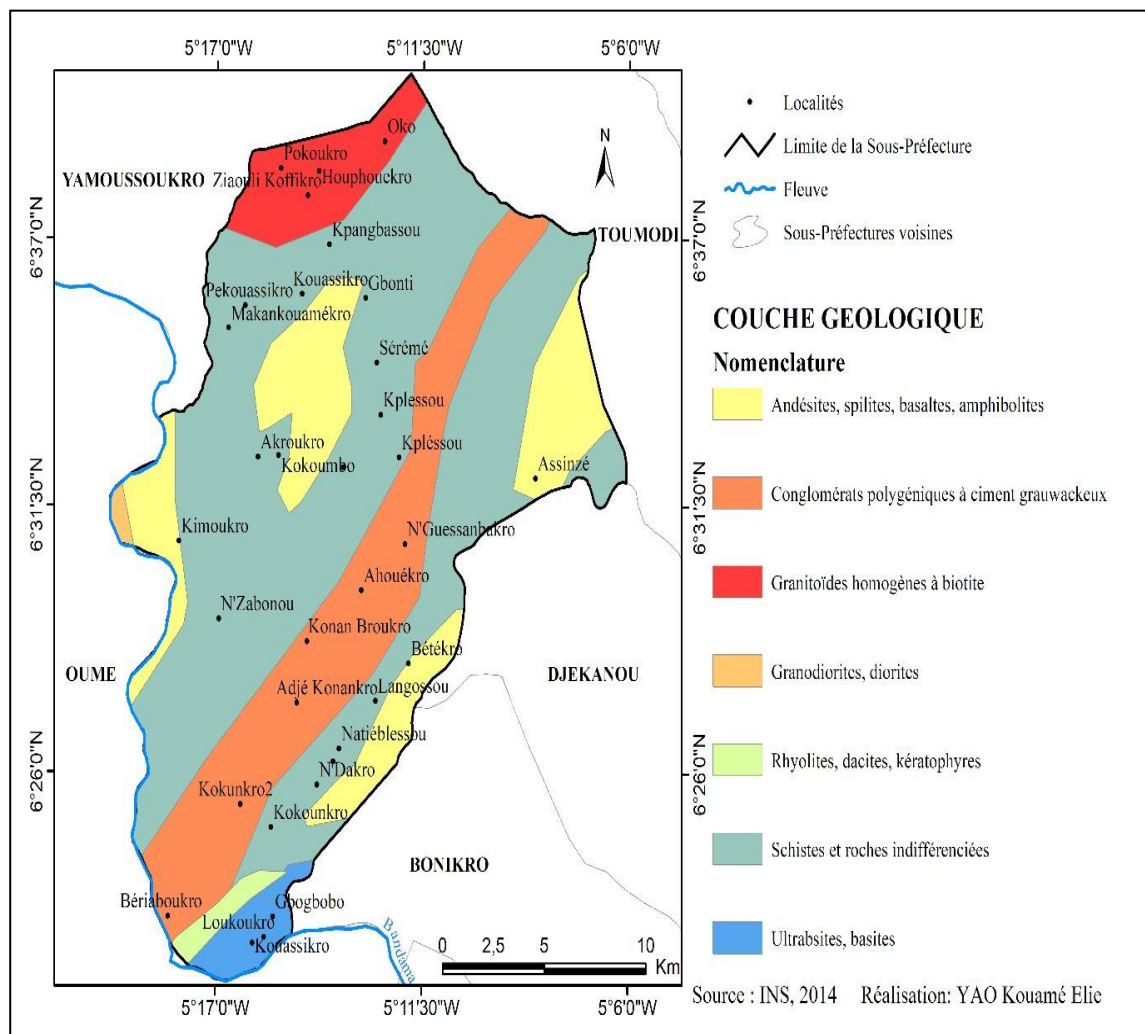 5°17'0"W
5°11'30"W
5°6'0"W
Localités
Limite de la Sous-Préfecture
Fleuve
Sous-Préfectures voisines
N
Oko
Pokoukro
Ziaouli Koffikro
Houphouckro
YAMOUSSOUKRO
TOUMODI
6°37'0"N
6°37'0"N
Kpangbassou
Kouassikro
Gbonti
Pekouassikro
Makankouamékro
Sérémé
Kplessou
Akroukro
Kpléssou
Kokoumbo
Assinzé
6°31'30"N
6°31'30"N
Kimoukro
N'Guessanbakro
Ahouékro
N'Zabonou
Konan Broukro
OUME
Bétékro
DJEKANOU
Adjé Konankro
Langossou
Natiéblessou
6°26'0"N
6°26'0"N
N'Dakro
Kokunkro2
Kokounkro
BONIKRO
Bériaboukro
Gbogbobo
Loukoukro
Kouassikro
Bandama
0 2,5 5 10
Km
5°17'0"W
5°11'30"W
5°6'0"W
COUCHE GEOLOGIQUE
Nomenclature
Andésites, spilites, basaltes, amphibolites
Conglomérats polygéniques à ciment grauwackeux
Granitoïdes homogènes à biotite
Granodiorites, diorites
Rhyolites, dacites, kératophyres
Schistes et roches indifférenciées
Ultrabsites, basites
Source : INS, 2014 Réalisation: YAO Kouamé Elie